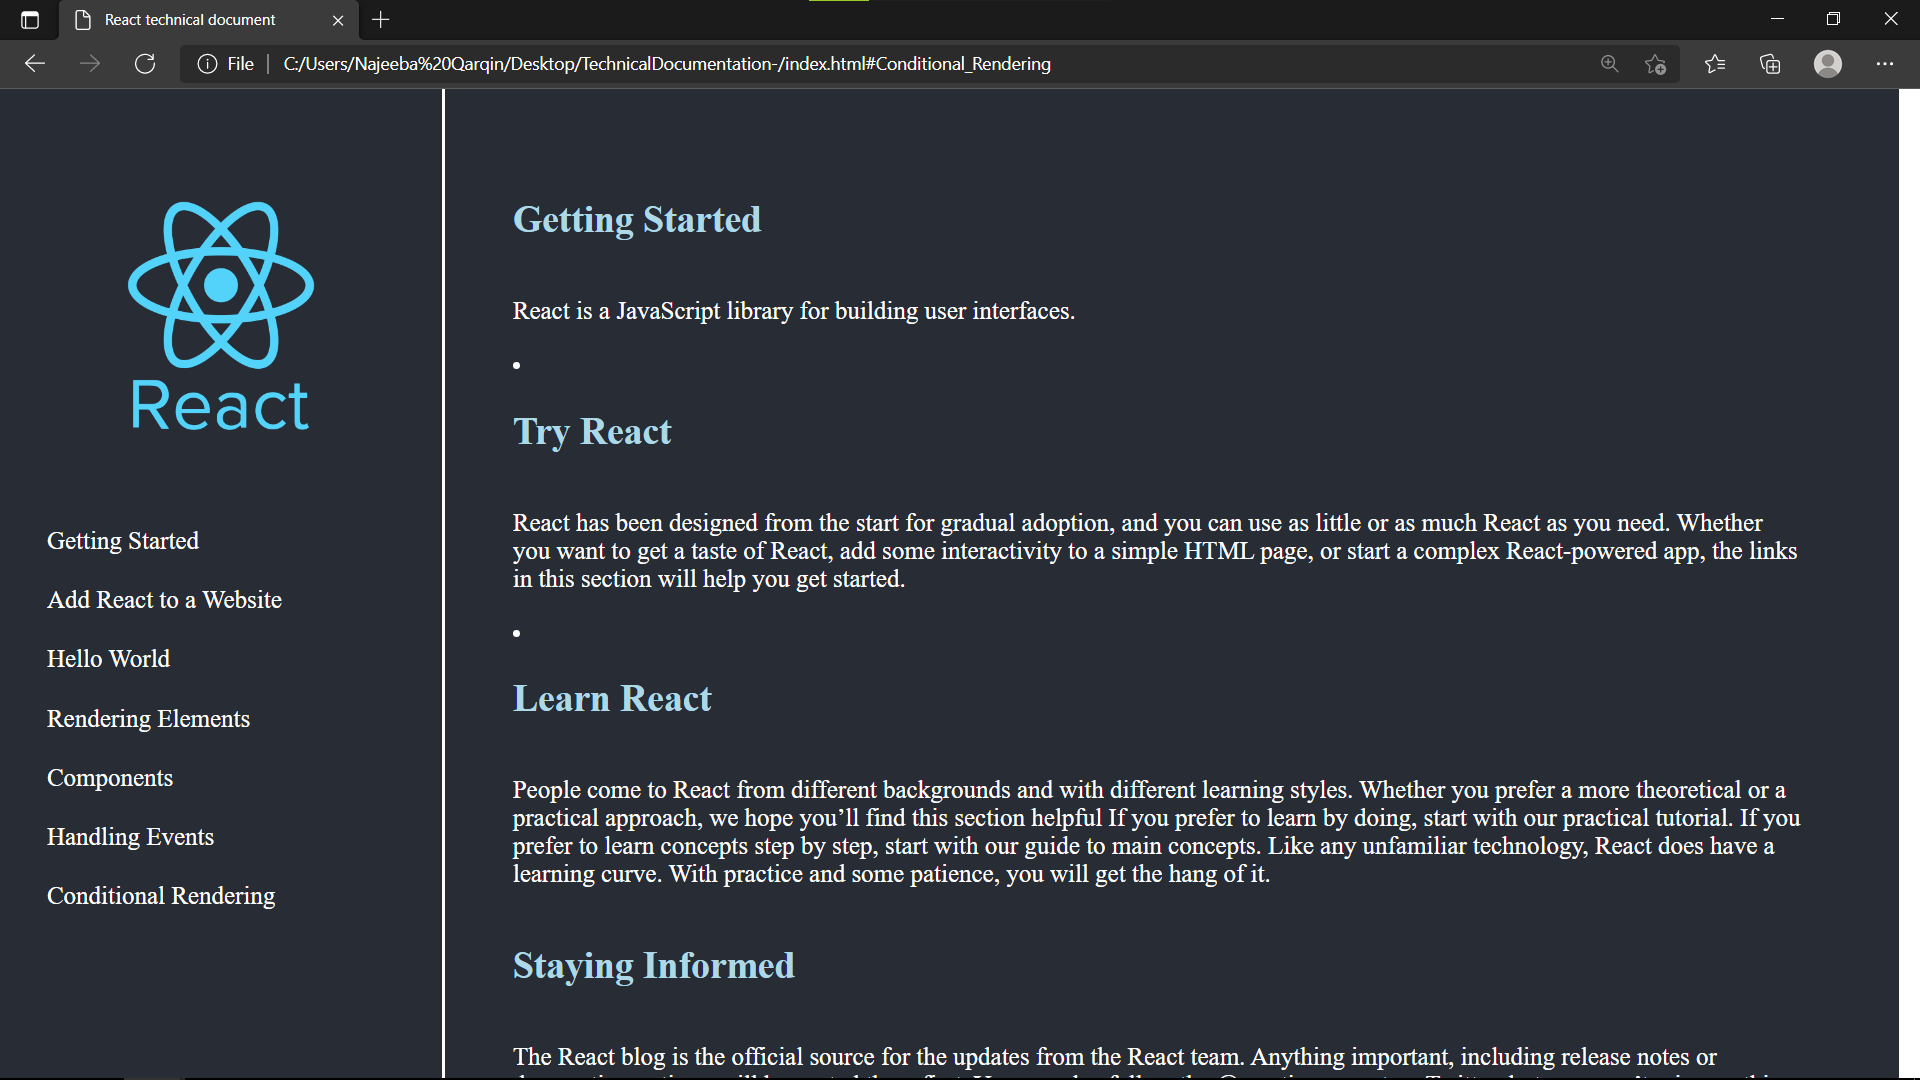 React technical document
File
C:/Users/Najeeba%20Qarqin/Desktop/TechnicalDocumentation-/index.html#Conditional_Rendering
React
Getting Started
Add React to a Website
Hello World
Rendering Elements
Components
Handling Events
Conditional Rendering
Getting Started
React is a JavaScript library for building user interfaces.
•
Try React
React has been designed from the start for gradual adoption, and you can use as little or as much React as you need. Whether
you want to get a taste of React, add some interactivity to a simple HTML page, or start a complex React-powered app, the links
in this section will help you get started.
•
Learn React
People come to React from different backgrounds and with different learning styles. Whether you prefer a more theoretical or a
practical approach, we hope you’ll find this section helpful If you prefer to learn by doing, start with our practical tutorial. If you
prefer to learn concepts step by step, start with our guide to main concepts. Like any unfamiliar technology, React does have a
learning curve. With practice and some patience, you will get the hang of it.
Staying Informed
The React blog is the official source for the updates from the React team. Anything important, including release notes or